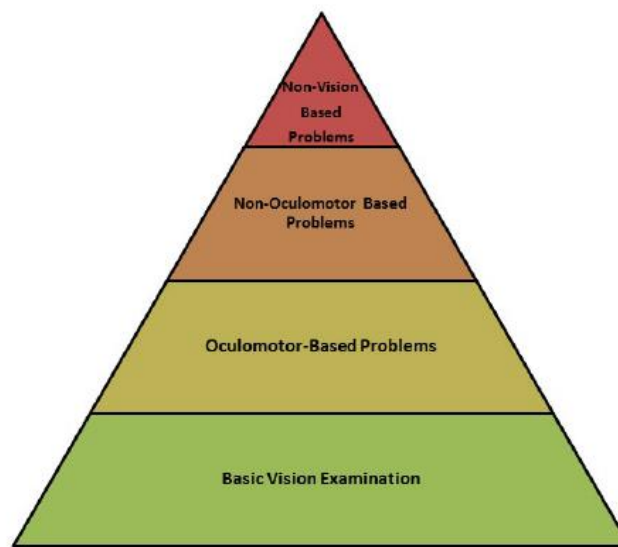 Non-Vision
Based
Problems
Non-Oculomotor Based
Problems
Oculomotor-Based Problems
Basic Vision Examination